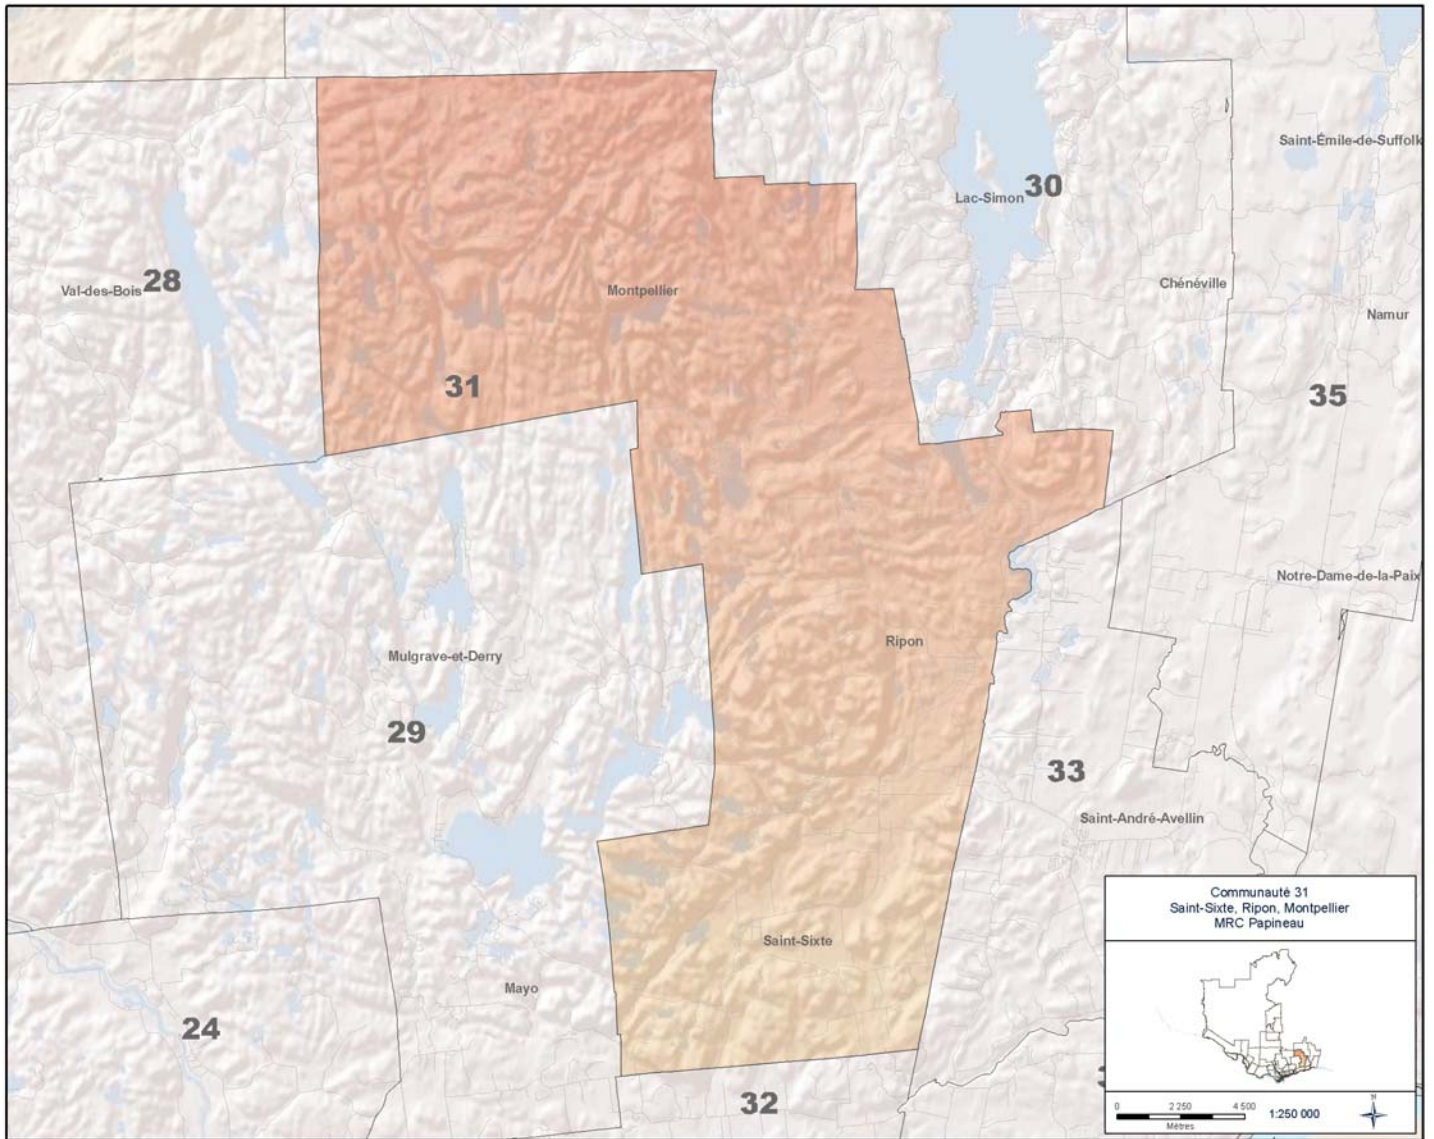 Saint-Émile-de-Suffolk
Lac-Simon
30
Val-des-Bois
28
Montpellier
Chénéville
Namur
31
35
Notre-Dame-de-la-Paix
Ripon
Mulgrave-et-Derry
29
33
Saint-André-Avellin
Saint-Sixte
Mayo
24
32
Communauté 31
Saint-Sixte, Ripon, Montpellier
MRC Papineau
0 2 250 4 500
Mètres
1:250 000
N